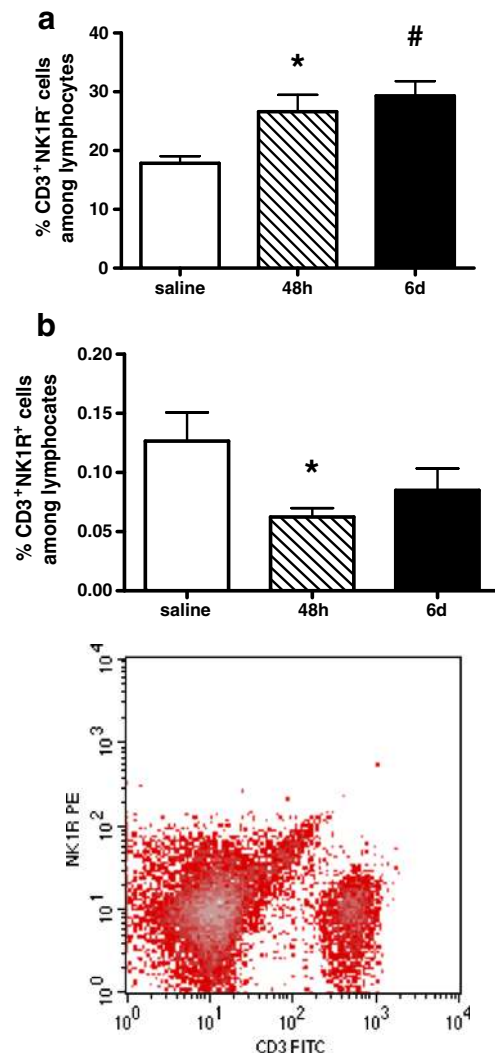 a
% CD3⁺NK1R⁻ cells
among lymphocytes
40
30
20
10
0
*
#
saline 48h 6d
b
% CD3⁺NK1R⁺ cells
among lymphocates
0.20
0.15
0.10
0.05
0.00
*
saline 48h 6d
NK1R PE
10⁴
10³
10²
10¹
10⁰
10⁰ 10¹ 10² 10³ 10⁴
CD3 FITC